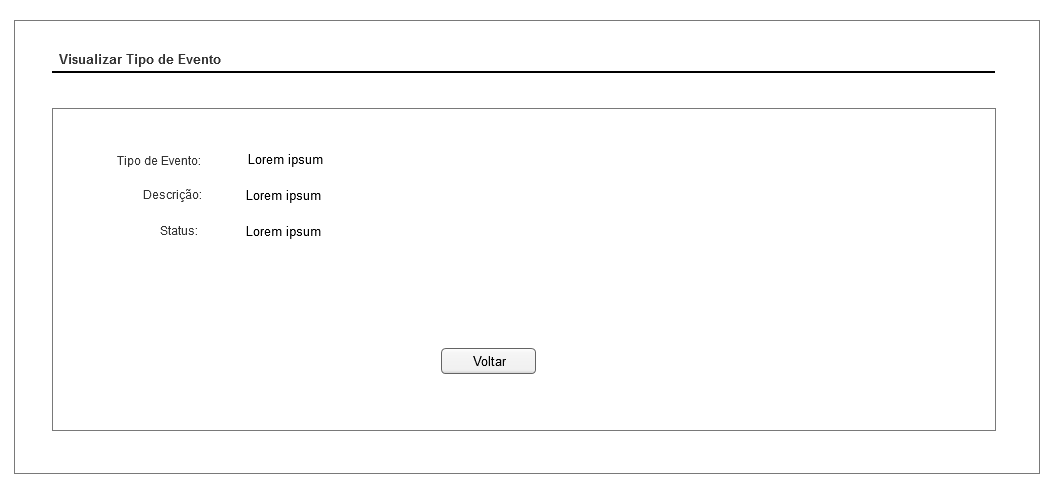 Visualizar Tipo de Evento
Tipo de Evento: Lorem ipsum
Descrição: Lorem ipsum
Status: Lorem ipsum
Voltar